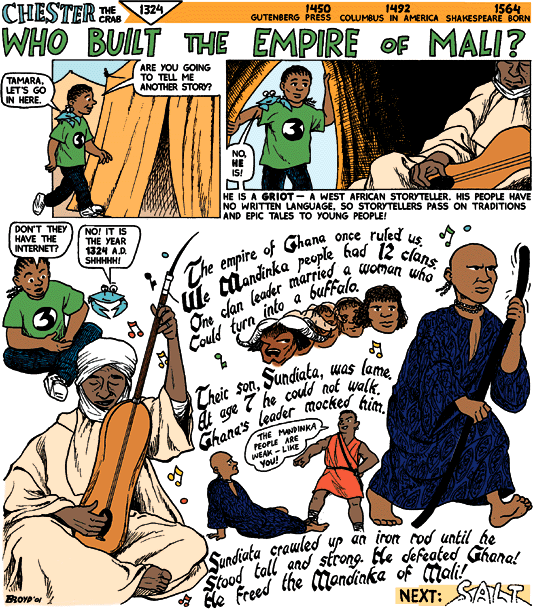 CHESTER THE CRAB
1324
1450
GUTENBERG PRESS
1492
COLUMBUS IN AMERICA
1564
SHAKESPEARE BORN
WHO BUILT THE EMPIRE OF MALI?
TAMARA,
LET'S GO
IN HERE.
ARE YOU GOING
TO TELL ME
ANOTHER STORY?
3
NO,
HE
IS!
3
HE IS A GRIOT — A WEST AFRICAN STORYTELLER. HIS PEOPLE HAVE
NO WRITTEN LANGUAGE, SO STORYTELLERS PASS ON TRADITIONS
AND EPIC TALES TO YOUNG PEOPLE!
DON'T THEY
HAVE THE
INTERNET?
NO! IT IS
THE YEAR
1324 A.D.
SHHHHH!
3
The empire of Ghana once ruled us.
We Mandinka people had 12 clans.
One clan leader married a woman who
Could turn into a buffalo.
Their son, Sundiata, was lame.
At age 7 he could not walk.
Ghana's leader mocked him.
THE MANDINKA
PEOPLE ARE
WEAK – LIKE
YOU!
Sundiata crawled up an iron rod until he
Stood tall and strong. He defeated Ghana!
He freed the Mandinka of Mali!
BLOYD '01
NEXT: SALT